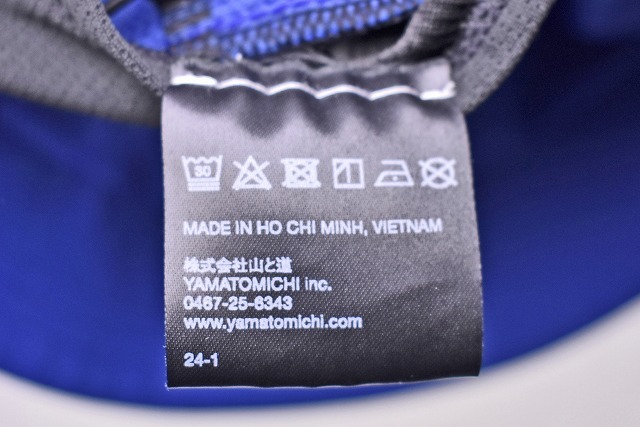 30
MADE IN HO CHI MINH, VIETNAM
株式会社山と道
YAMATOMICHI inc.
0467-25-6343
www.yamatomichi.com
24-1